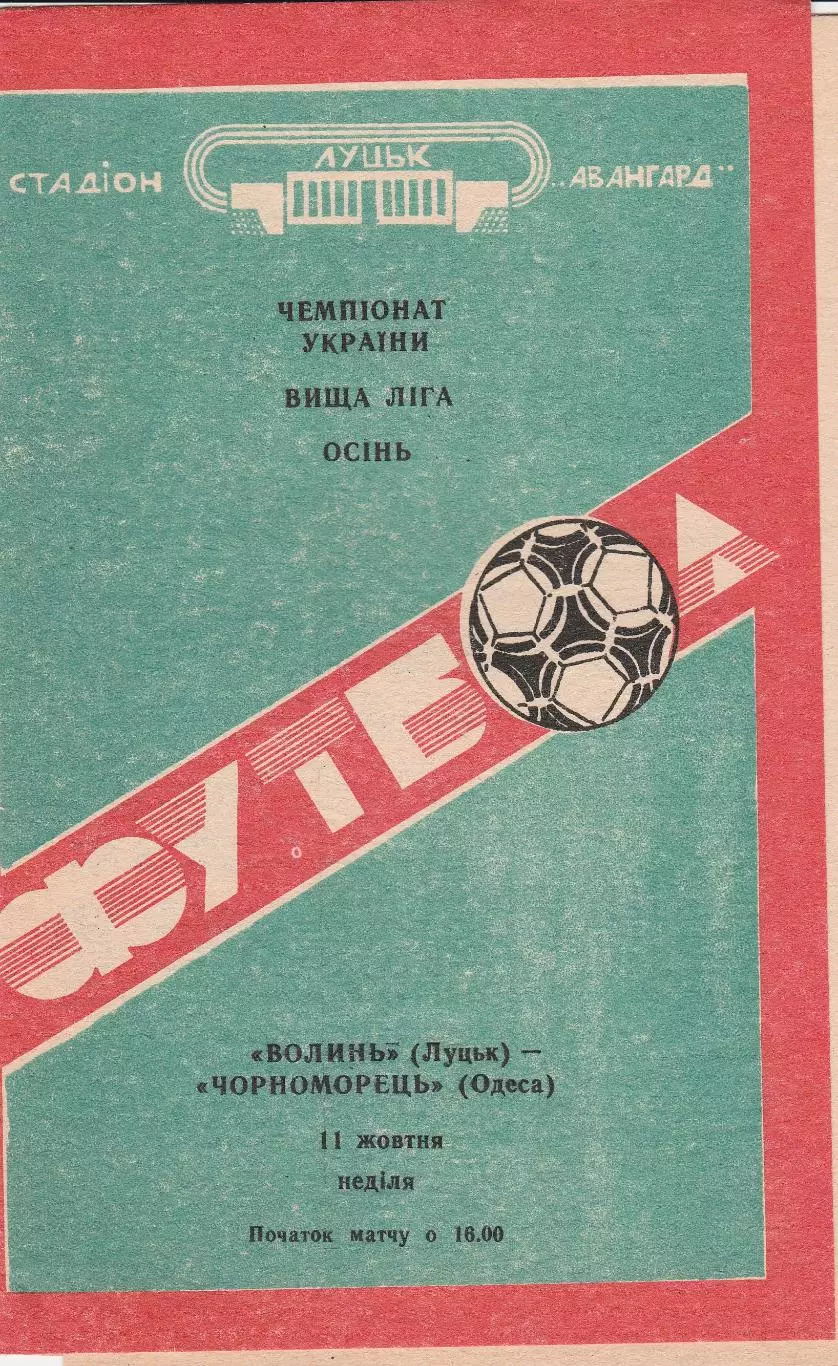 СТАДІОН ЛУЦЬК „АВАНГАРД"
ЧЕМПІОНАТ
УКРАЇНИ
ВИЩА ЛІГА
ОСІНЬ
ФУТБ Л
«ВОЛИНЬ» (Луцьк) —
«ЧОРНОМОРЕЦЬ» (Одеса)
11 жовтня
неділя
Початок матчу о 16.00